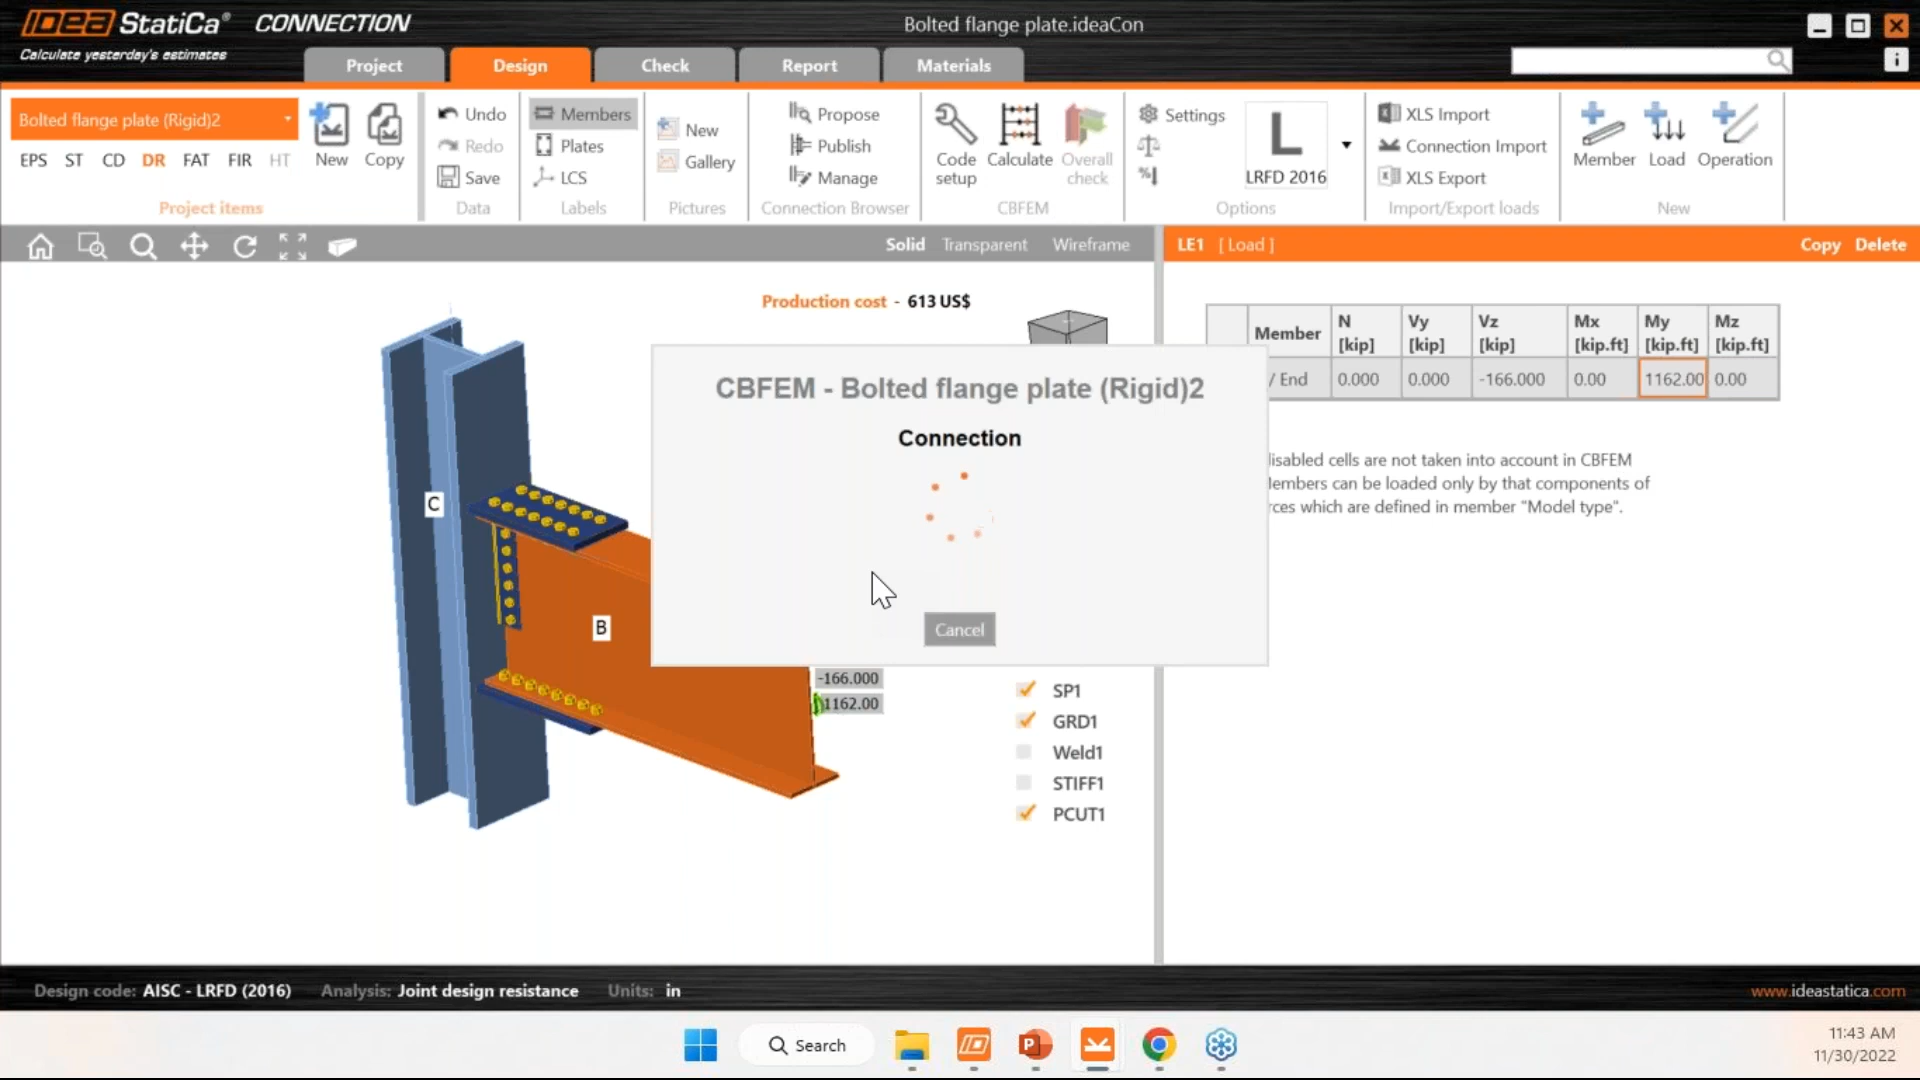 IDEA StatiCa® CONNECTION
Calculate yesterday's estimates
Bolted flange plate.ideaCon
Project
Design
Check
Report
Materials
Bolted flange plate (Rigid)2
EPS ST CD DR FAT FIR HT
New
Copy
Project items
Undo
Redo
Save
Data
Members
Plates
LCS
Labels
New
Gallery
Pictures
Propose
Publish
Manage
Connection Browser
Code setup
Calculate
Overall check
CBFEM
Settings
L
LRFD 2016
Options
XLS Import
Connection Import
XLS Export
Import/Export loads
Member
Load
Operation
New
Solid Transparent Wireframe
LE1 [ Load ]
Copy Delete
Production cost - 613 US$
Member N [kip] Vy [kip] Vz [kip] Mx [kip.ft] My [kip.ft] Mz [kip.ft]
/ End 0.000 0.000 -166.000 0.00 1162.00 0.00
CBFEM - Bolted flange plate (Rigid)2
Connection
Cancel
isabled cells are not taken into account in CBFEM
embers can be loaded only by that components of
rces which are defined in member "Model type".
C
B
-166.000
1162.00
SP1
GRD1
Weld1
STIFF1
PCUT1
Design code: AISC - LRFD (2016) Analysis: Joint design resistance Units: in
www.ideastatica.com
Search
11:43 AM
11/30/2022